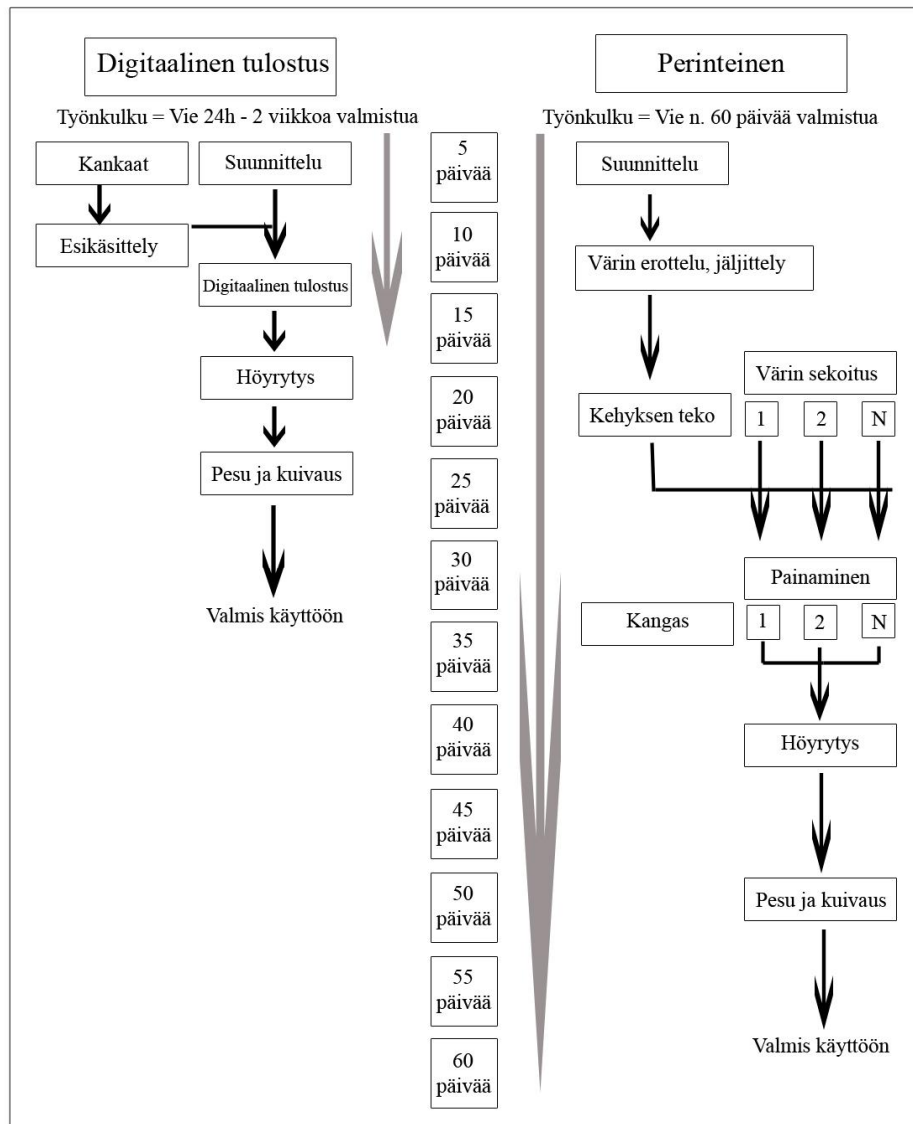 Digitaalinen tulostus
Työnkulku = Vie 24h - 2 viikkoa valmistua
Kankaat
Suunnittelu
Esikäsittely
Digitaalinen tulostus
Höyrytys
Pesu ja kuivaus
Valmis käyttöön
5
päivää
10
päivää
15
päivää
20
päivää
25
päivää
30
päivää
35
päivää
40
päivää
45
päivää
50
päivää
55
päivää
60
päivää
Perinteinen
Työnkulku = Vie n. 60 päivää valmistua
Suunnittelu
Värin erottelu, jäljittely
Värin sekoitus
Kehyksen teko
1
2
N
Painaminen
Kangas
1
2
N
Höyrytys
Pesu ja kuivaus
Valmis käyttöön